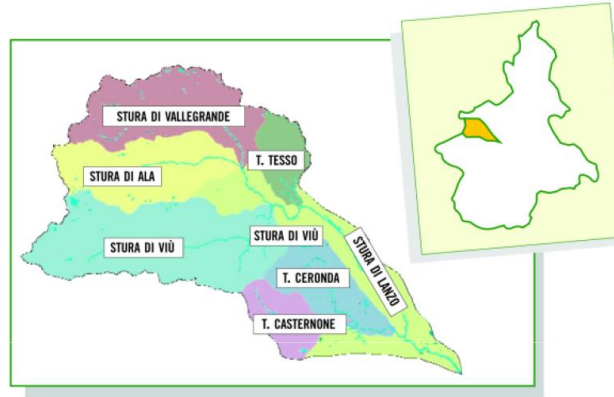 STURA DI VALLEGRANDE
T. TESSO
STURA DI ALA
STURA DI VIÙ
STURA DI VIÙ
STURA DI LANZO
T. CERONDA
T. CASTERNONE